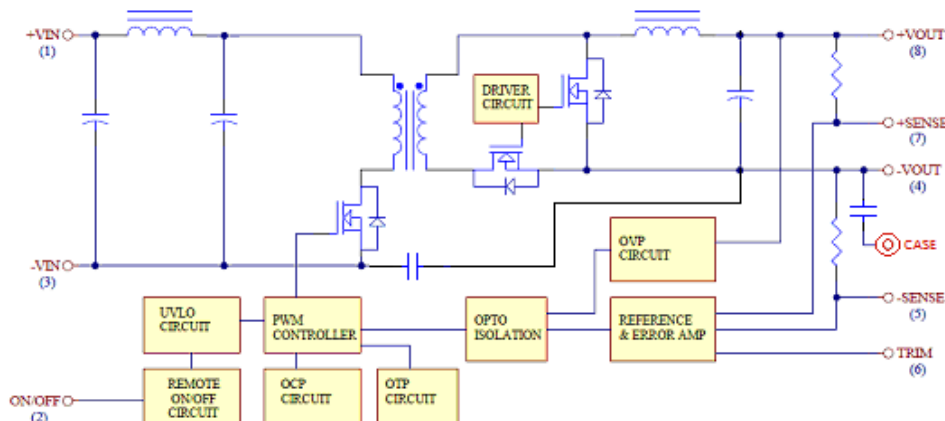 +VIN
(1)
+VOUT
(8)
DRIVER
CIRCUIT
+SENSE
(7)
-VOUT
(4)
CASE
OVP
CIRCUIT
-VIN
(3)
-SENSE
(5)
UVLO
CIRCUIT
PWM
CONTROLLER
OPTO
ISOLATION
REFERENCE
& ERROR AMP
TRIM
(6)
REMOTE
ON/OFF
CIRCUIT
OCP
CIRCUIT
OTP
CIRCUIT
ON/OFF
(2)